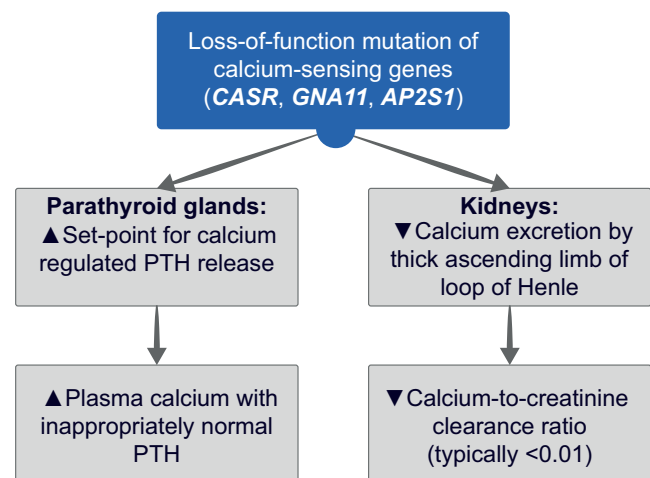 Loss-of-function mutation of
calcium-sensing genes
(CASR, GNA11, AP2S1)
Parathyroid glands:
▲Set-point for calcium
regulated PTH release
Kidneys:
▼Calcium excretion by
thick ascending limb of
loop of Henle
▲Plasma calcium with
inappropriately normal
PTH
▼Calcium-to-creatinine
clearance ratio
(typically <0.01)